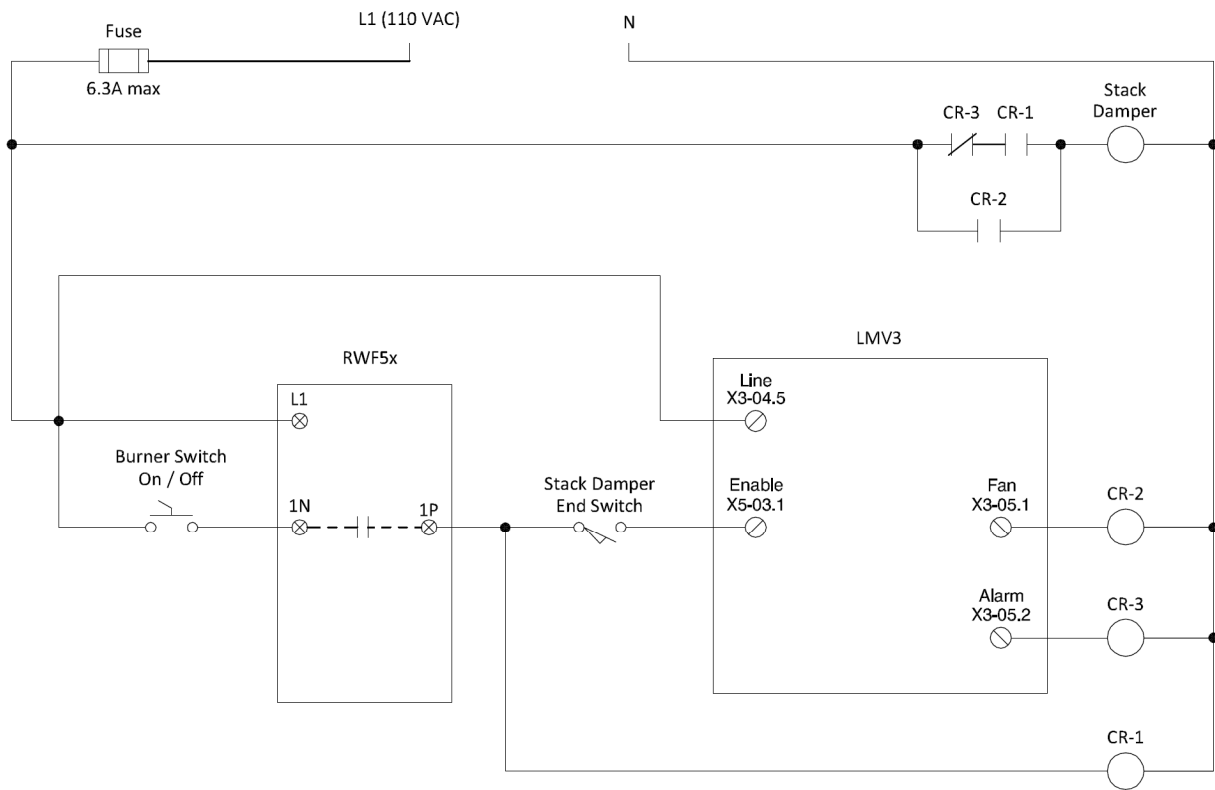 Fuse
L1 (110 VAC)
N
6.3A max
Stack
Damper
CR-3
CR-1
CR-2
RWF5x
LMV3
L1
Line
X3-04.5
Burner Switch
On / Off
1N
1P
Stack Damper
End Switch
Enable
X5-03.1
Fan
X3-05.1
CR-2
Alarm
X3-05.2
CR-3
CR-1